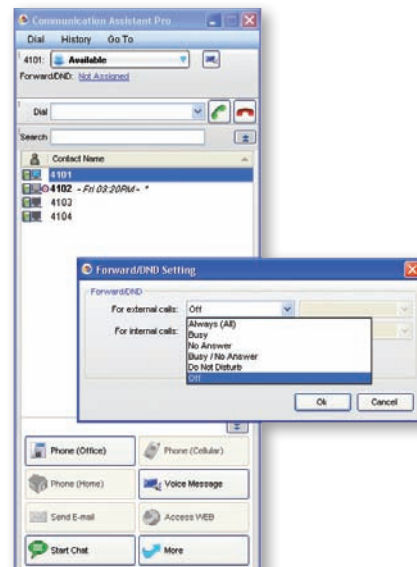 Communication Assistant Pro
Dial History Go To
4101: Available
Forward/DND: Not Assigned
Dial
Search
Contact Name
4101
4102 - Fri 03:30PM- *
4103
4104
Forward/DND Setting
Forward/DND
For external calls: Off
Always (All)
For internal calls: Busy
No Answer
Busy / No Answer
Do Not Disturb
Off
Ok Cancel
Phone (Office) Phone (Cellular)
Phone (Home) Voice Message
Send E-mail Access WEB
Start Chat More